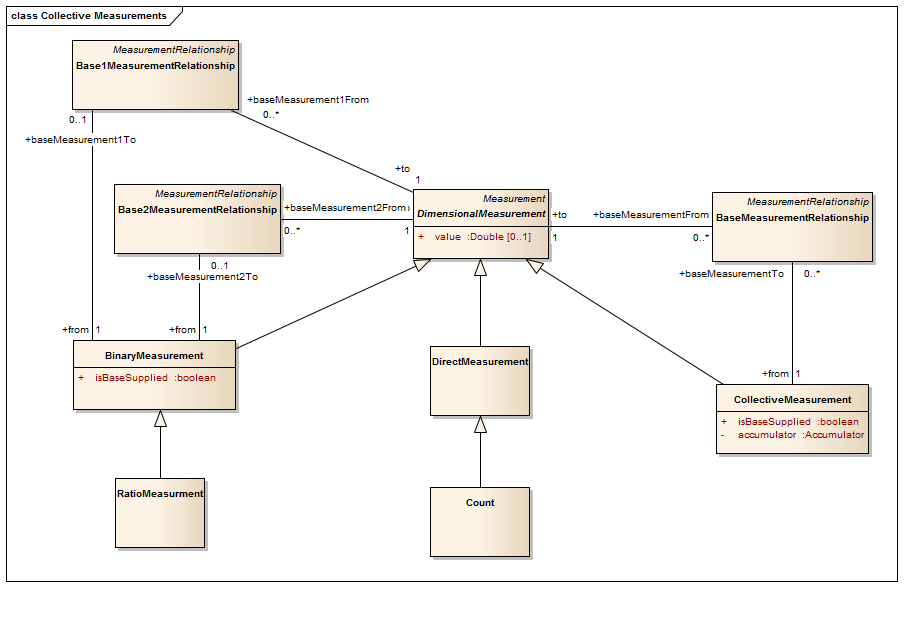 class Collective Measurements
MeasurementRelationship
Base1MeasurementRelationship
+baseMeasurement1From
0..*
0..1
+baseMeasurement1To
+to
1
MeasurementRelationship
Base2MeasurementRelationship
+baseMeasurement2From
0..*
1
0..1
+baseMeasurement2To
Measurement
DimensionalMeasurement
+ value :Double [0..1]
+to
1
+baseMeasurementFrom
0..*
MeasurementRelationship
BaseMeasurementRelationship
+baseMeasurementTo
0..*
+from 1
+from 1
BinaryMeasurement
+ isBaseSupplied :boolean
DirectMeasurement
+from 1
CollectiveMeasurement
+ isBaseSupplied :boolean
- accumulator :Accumulator
RatioMeasurment
Count